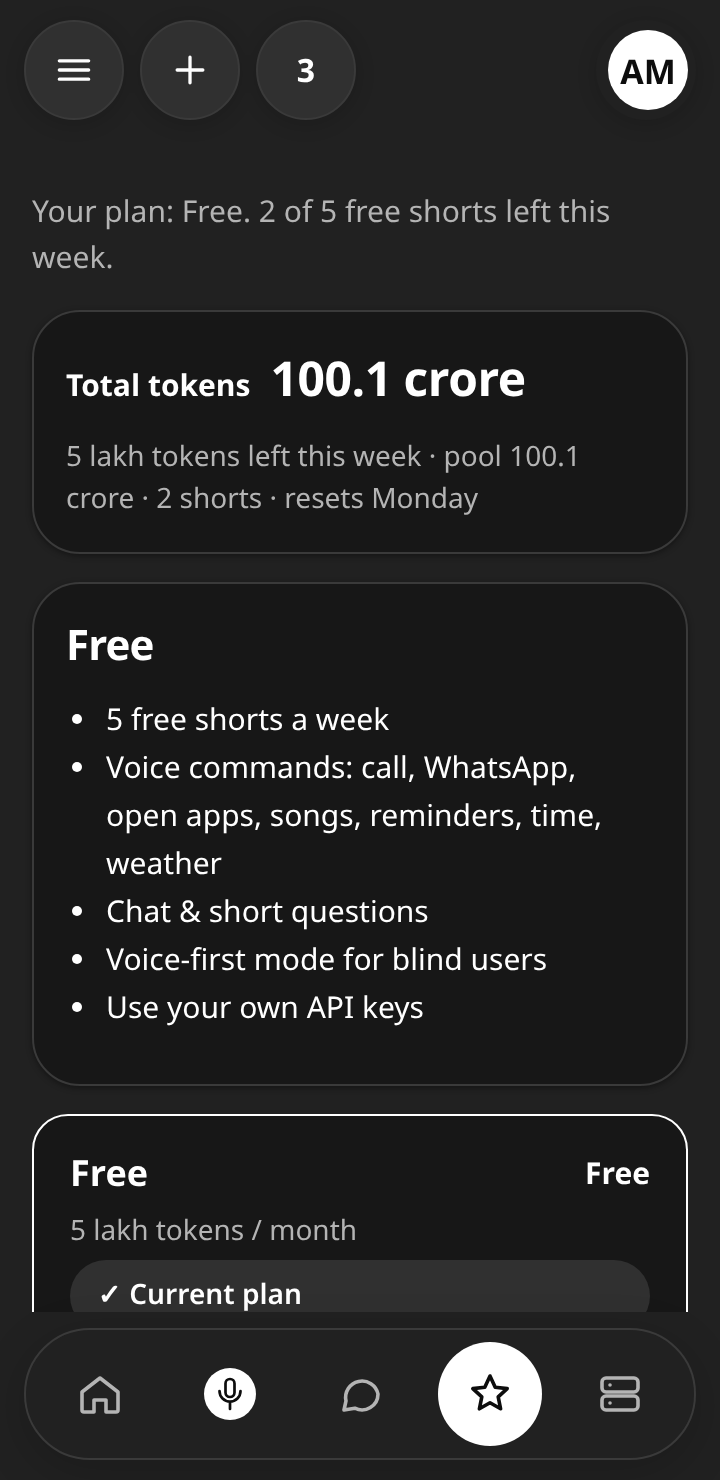 3
AM
Your plan: Free. 2 of 5 free shorts left this
week.
Total tokens 100.1 crore
5 lakh tokens left this week · pool 100.1
crore · 2 shorts · resets Monday
Free
• 5 free shorts a week
• Voice commands: call, WhatsApp,
open apps, songs, reminders, time,
weather
• Chat & short questions
• Voice-first mode for blind users
• Use your own API keys
Free Free
5 lakh tokens / month
✓ Current plan